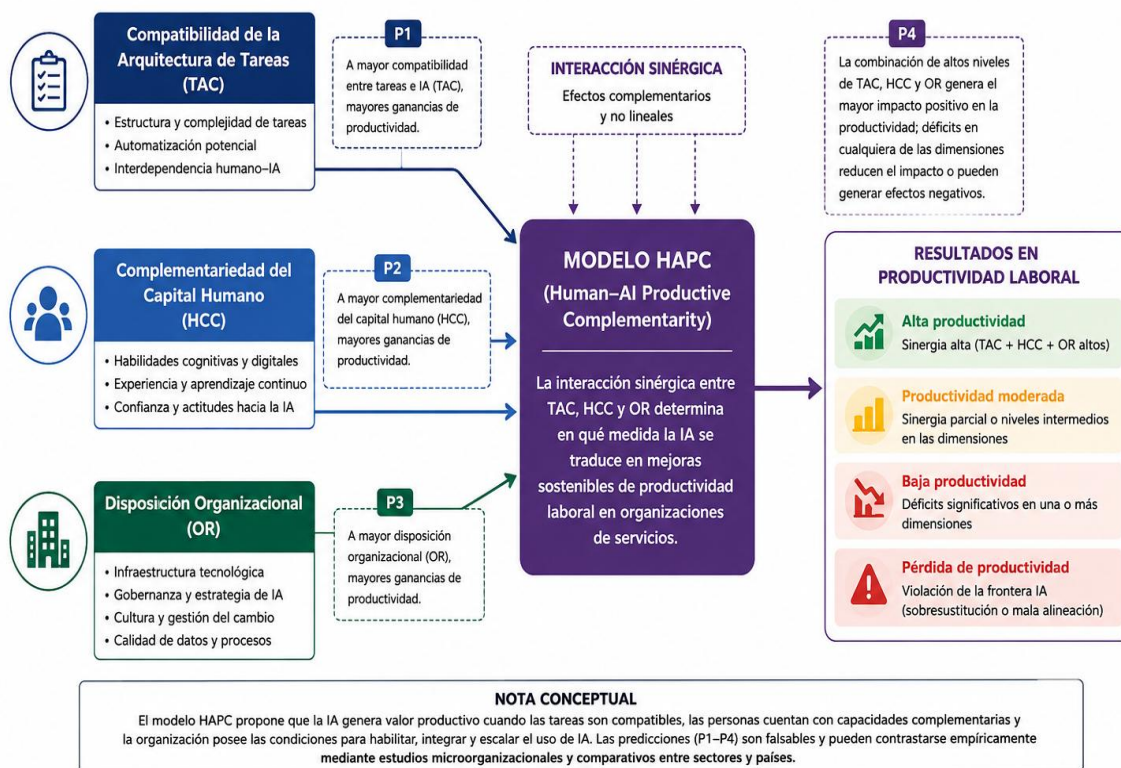 Compatibilidad de la
Arquitectura de Tareas
(TAC)
• Estructura y complejidad de tareas
• Automatización potencial
• Interdependencia humano–IA
P1
A mayor compatibilidad
entre tareas e IA (TAC),
mayores ganancias de
productividad.
INTERACCIÓN SINÉRGICA
Efectos complementarios
y no lineales
P4
La combinación de altos niveles
de TAC, HCC y OR genera el
mayor impacto positivo en la
productividad; déficits en
cualquiera de las dimensiones
reducen el impacto o pueden
generar efectos negativos.
Complementariedad del
Capital Humano
(HCC)
• Habilidades cognitivas y digitales
• Experiencia y aprendizaje continuo
• Confianza y actitudes hacia la IA
P2
A mayor complementariedad
del capital humano (HCC),
mayores ganancias de
productividad.
Disposición Organizacional
(OR)
• Infraestructura tecnológica
• Gobernanza y estrategia de IA
• Cultura y gestión del cambio
• Calidad de datos y procesos
P3
A mayor disposición
organizacional (OR),
mayores ganancias de
productividad.
MODELO HAPC
(Human–AI Productive
Complementarity)
La interacción sinérgica entre
TAC, HCC y OR determina
en qué medida la IA se
traduce en mejoras
sostenibles de productividad
laboral en organizaciones
de servicios.
RESULTADOS EN
PRODUCTIVIDAD LABORAL
Alta productividad
Sinergia alta (TAC + HCC + OR altos)
Productividad moderada
Sinergia parcial o niveles intermedios
en las dimensiones
Baja productividad
Déficits significativos en una o más
dimensiones
Pérdida de productividad
Violación de la frontera IA
(sobresustitución o mala alineación)
NOTA CONCEPTUAL
El modelo HAPC propone que la IA genera valor productivo cuando las tareas son compatibles, las personas cuentan con capacidades complementarias y
la organización posee las condiciones para habilitar, integrar y escalar el uso de IA. Las predicciones (P1–P4) son falsables y pueden contrastarse empíricamente
mediante estudios microorganizacionales y comparativos entre sectores y países.